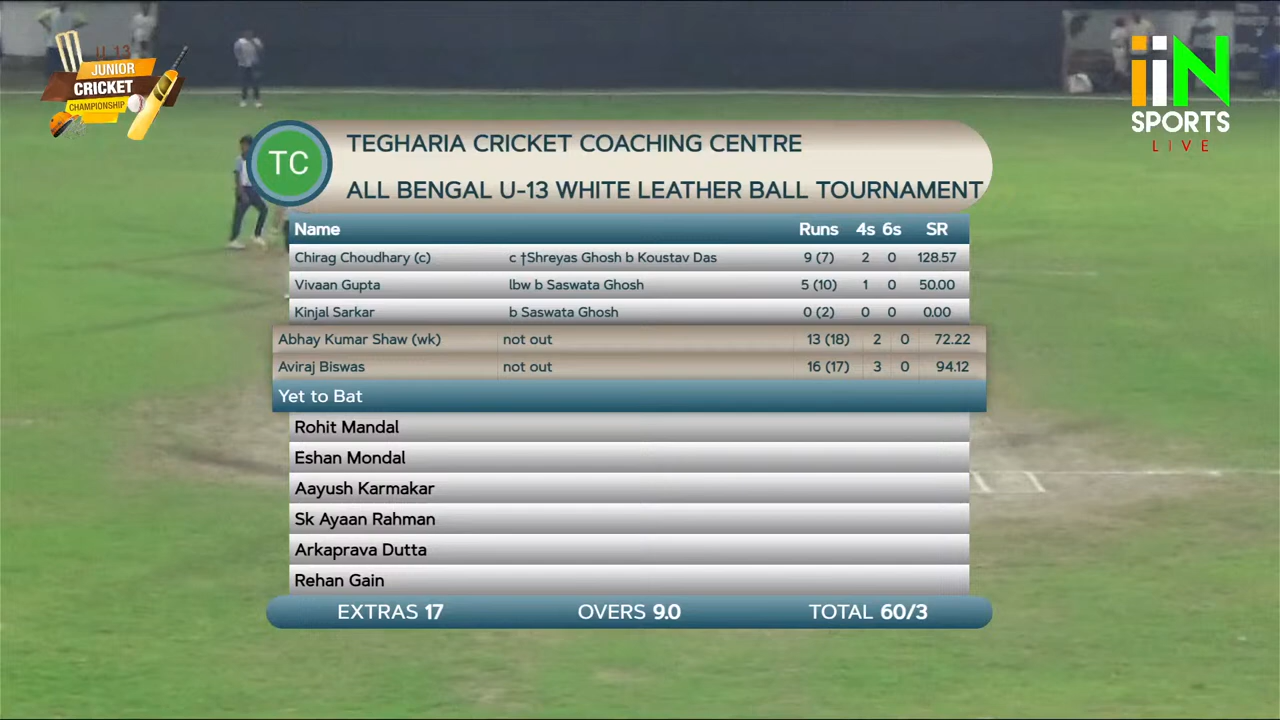 U 13
JUNIOR
CRICKET
CHAMPIONSHIP
iiN
SPORTS
LIVE
TC
TEGHARIA CRICKET COACHING CENTRE
ALL BENGAL U-13 WHITE LEATHER BALL TOURNAMENT
Name Runs 4s 6s SR
Chirag Choudhary (c) c †Shreyas Ghosh b Koustav Das 9 (7) 2 0 128.57
Vivaan Gupta lbw b Saswata Ghosh 5 (10) 1 0 50.00
Kinjal Sarkar b Saswata Ghosh 0 (2) 0 0 0.00
Abhay Kumar Shaw (wk) not out 13 (18) 2 0 72.22
Aviraj Biswas not out 16 (17) 3 0 94.12
Yet to Bat
Rohit Mandal
Eshan Mondal
Aayush Karmakar
Sk Ayaan Rahman
Arkaprava Dutta
Rehan Gain
EXTRAS 17 OVERS 9.0 TOTAL 60/3